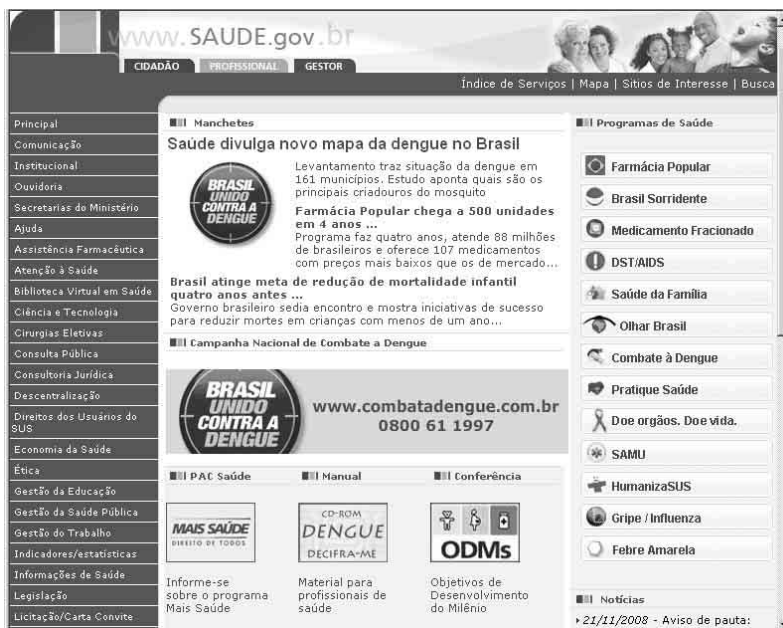 www.SAUDE.gov.br
CIDADÃO PROFISSIONAL GESTOR
Índice de Serviços | Mapa | Sitios de Interesse | Busca
Principal
Comunicação
Institucional
Ouvidoria
Secretarias do Ministério
Ajuda
Assistência Farmacêutica
Atenção à Saúde
Biblioteca Virtual em Saúde
Ciência e Tecnologia
Cirurgias Eletivas
Consulta Pública
Consultoria Jurídica
Descentralização
Direitos dos Usuários do
SUS
Economia da Saúde
Ética
Gestão da Educação
Gestão da Saúde Pública
Gestão do Trabalho
Indicadores/estatísticas
Informações de Saúde
Legislação
Licitação/Carta Convite
Manchetes
Saúde divulga novo mapa da dengue no Brasil
BRASIL
UNIDO
CONTRA A
DENGUE
Levantamento traz situação da dengue em
161 municípios. Estudo aponta quais são os
principais criadouros do mosquito
Farmácia Popular chega a 500 unidades
em 4 anos ...
Programa faz quatro anos, atende 88 milhões
de brasileiros e oferece 107 medicamentos
com preços mais baixos que os de mercado...
Brasil atinge meta de redução de mortalidade infantil
quatro anos antes ...
Governo brasileiro sedia encontro e mostra iniciativas de sucesso
para reduzir mortes em crianças com menos de um ano...
Campanha Nacional de Combate a Dengue
BRASIL
UNIDO
CONTRA A
DENGUE
www.combatadengue.com.br
0800 61 1997
PAC Saúde
MAIS SAÚDE
DIREITO DE TODOS
Informe-se
sobre o programa
Mais Saúde
Manual
CD-ROM
DENGUE
DECIFRA-ME
Material para
profissionais de
saúde
Conferência
ODMs
Objetivos de
Desenvolvimento
do Milênio
Programas de Saúde
Farmácia Popular
Brasil Sorridente
Medicamento Fracionado
DST/AIDS
Saúde da Família
Olhar Brasil
Combate à Dengue
Pratique Saúde
Doe orgãos. Doe vida.
SAMU
HumanizaSUS
Gripe / Influenza
Febre Amarela
Notícias
21/11/2008 - Aviso de pauta: